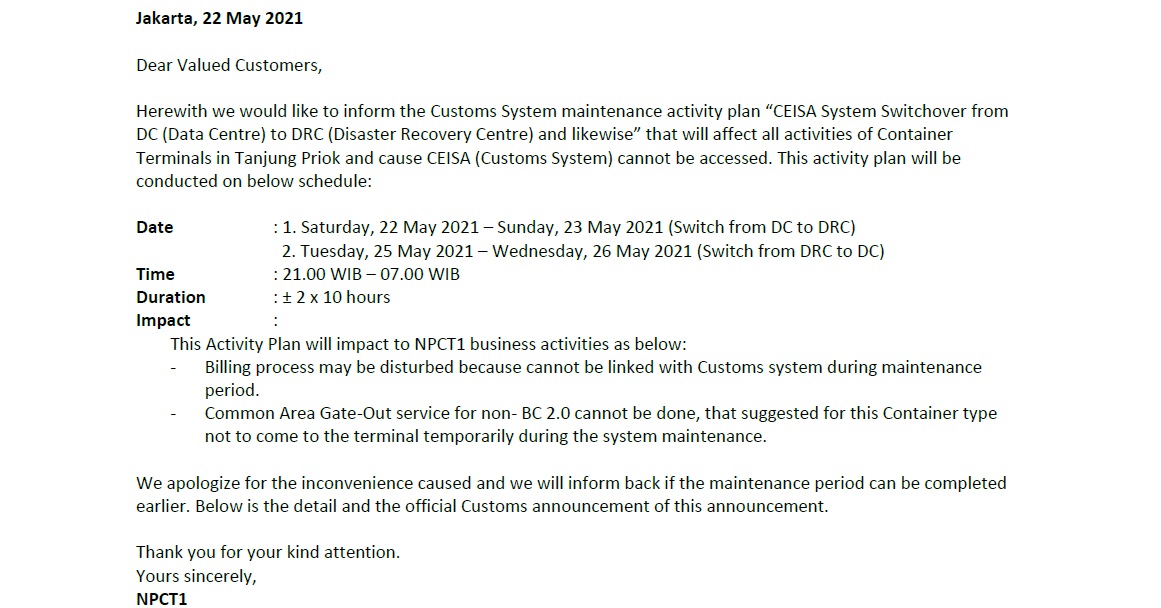 Jakarta, 22 May 2021
Dear Valued Customers,
Herewith we would like to inform the Customs System maintenance activity plan “CEISA System Switchover from
DC (Data Centre) to DRC (Disaster Recovery Centre) and likewise” that will affect all activities of Container
Terminals in Tanjung Priok and cause CEISA (Customs System) cannot be accessed. This activity plan will be
conducted on below schedule:
Date : 1. Saturday, 22 May 2021 – Sunday, 23 May 2021 (Switch from DC to DRC)
2. Tuesday, 25 May 2021 – Wednesday, 26 May 2021 (Switch from DRC to DC)
Time : 21.00 WIB – 07.00 WIB
Duration : ± 2 x 10 hours
Impact :
This Activity Plan will impact to NPCT1 business activities as below:
- Billing process may be disturbed because cannot be linked with Customs system during maintenance
period.
- Common Area Gate-Out service for non- BC 2.0 cannot be done, that suggested for this Container type
not to come to the terminal temporarily during the system maintenance.
We apologize for the inconvenience caused and we will inform back if the maintenance period can be completed
earlier. Below is the detail and the official Customs announcement of this announcement.
Thank you for your kind attention.
Yours sincerely,
NPCT1